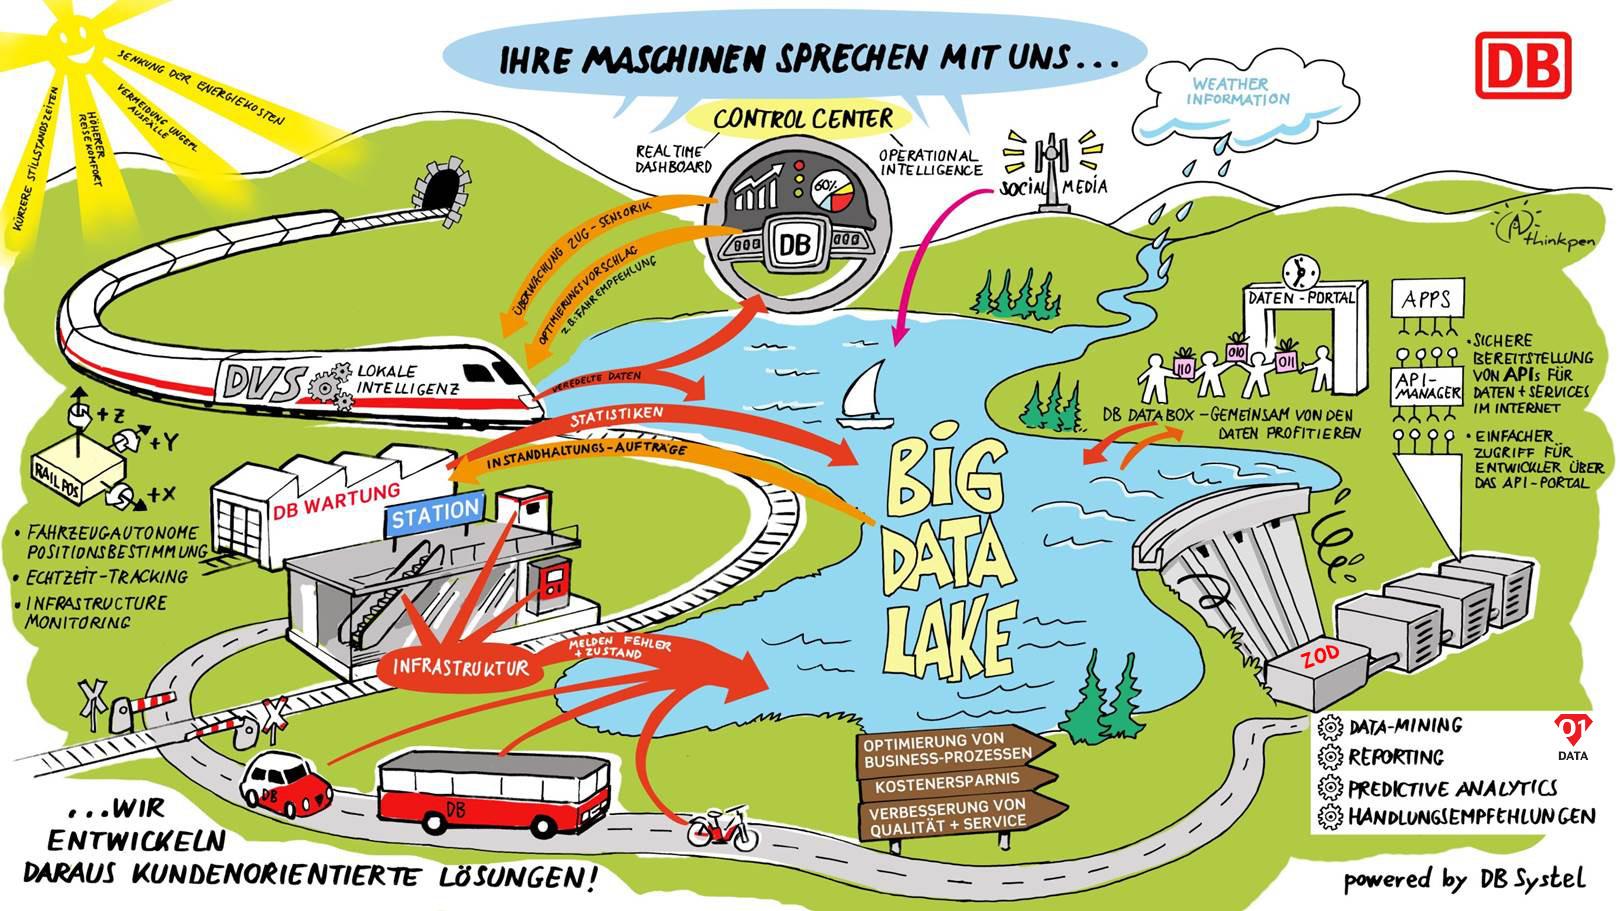 IHRE MASCHINEN SPRECHEN MIT UNS...
DB
SENKUNG DER ENERGIEKOSTEN
VERMEIDUNG UNGEPL.
AUSFÄLLE
HÖHERER
REISEKOMFORT
KÜRZERE STILLSTANDSZEITEN
CONTROL CENTER
REAL TIME
DASHBOARD
OPERATIONAL
INTELLIGENCE
60%
DB
WEATHER
INFORMATION
SOCIAL MEDIA
thinkpen
ÜBERWACHUNG ZUG-SENSORIK
OPTIMIERUNGSVORSCHLAG
Z.B.: FAHREMPFEHLUNG
DVS
LOKALE
INTELLIGENZ
VEREDELTE DATEN
STATISTIKEN
INSTANDHALTUNGS-AUFTRÄGE
DATEN-PORTAL
110
010
011
DB DATABOX - GEMEINSAM VON DEN
DATEN PROFITIEREN
APPS
API-
MANAGER
• SICHERE
BEREITSTELLUNG
VON APIs FÜR
DATEN + SERVICES
IM INTERNET
• EINFACHER
ZUGRIFF FÜR
ENTWICKLER ÜBER
DAS API-PORTAL
+Z
+Y
+X
RAILPOS
• FAHRZEUGAUTONOME
POSITIONSBESTIMMUNG
• ECHTZEIT-TRACKING
• INFRASTRUCTURE
MONITORING
DB WARTUNG
STATION
BIG
DATA
LAKE
INFRASTRUKTUR
MELDEN FEHLER
+ ZUSTAND
ZOD
DB
DB
OPTIMIERUNG VON
BUSINESS-PROZESSEN
KOSTENERSPARNIS
VERBESSERUNG VON
QUALITÄT + SERVICE
DATA-MINING
REPORTING
PREDICTIVE ANALYTICS
HANDLUNGSEMPFEHLUNGEN
01
DATA
...WIR
ENTWICKELN
DARAUS KUNDENORIENTIERTE LÖSUNGEN!
powered by DB Systel